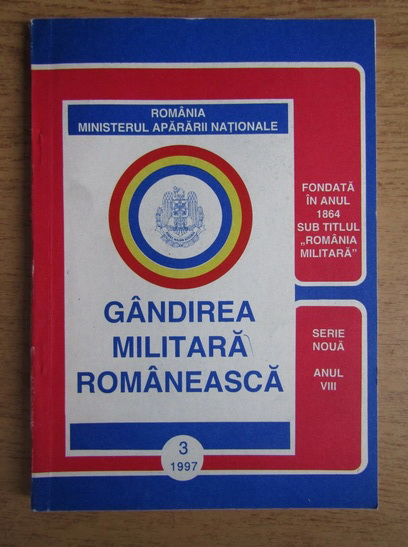 ROMÂNIA
MINISTERUL APĂRĂRII NAȚIONALE
GÂNDIREA
MILITARĂ
ROMÂNEASCĂ
3
1997
FONDATĂ
ÎN ANUL
1864
SUB TITLUL
„ROMÂNIA
MILITARĂ”
SERIE
NOUĂ
ANUL
VIII